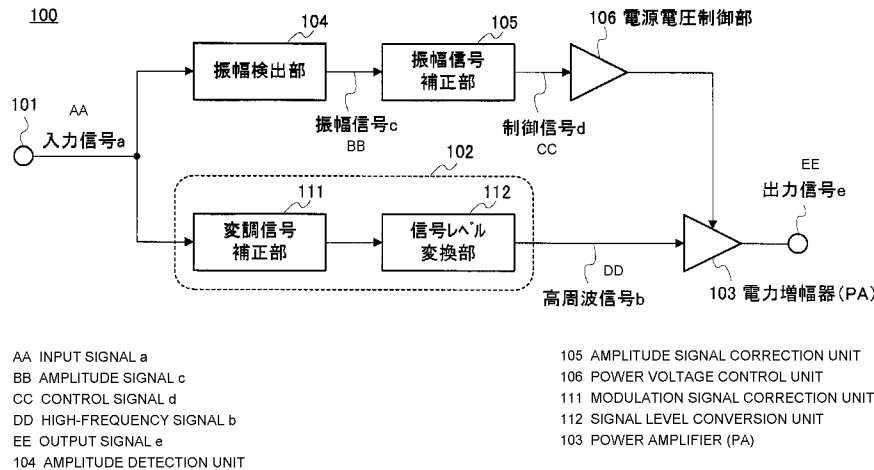 100
104
105
106 電源電圧制御部
振幅検出部
振幅信号
補正部
101
AA
入力信号a
振幅信号c
BB
制御信号d
CC
102
EE
出力信号e
111
112
変調信号
補正部
信号レベル
変換部
DD
高周波信号b
103 電力増幅器(PA)
AA INPUT SIGNAL a
BB AMPLITUDE SIGNAL c
CC CONTROL SIGNAL d
DD HIGH-FREQUENCY SIGNAL b
EE OUTPUT SIGNAL e
104 AMPLITUDE DETECTION UNIT
105 AMPLITUDE SIGNAL CORRECTION UNIT
106 POWER VOLTAGE CONTROL UNIT
111 MODULATION SIGNAL CORRECTION UNIT
112 SIGNAL LEVEL CONVERSION UNIT
103 POWER AMPLIFIER (PA)